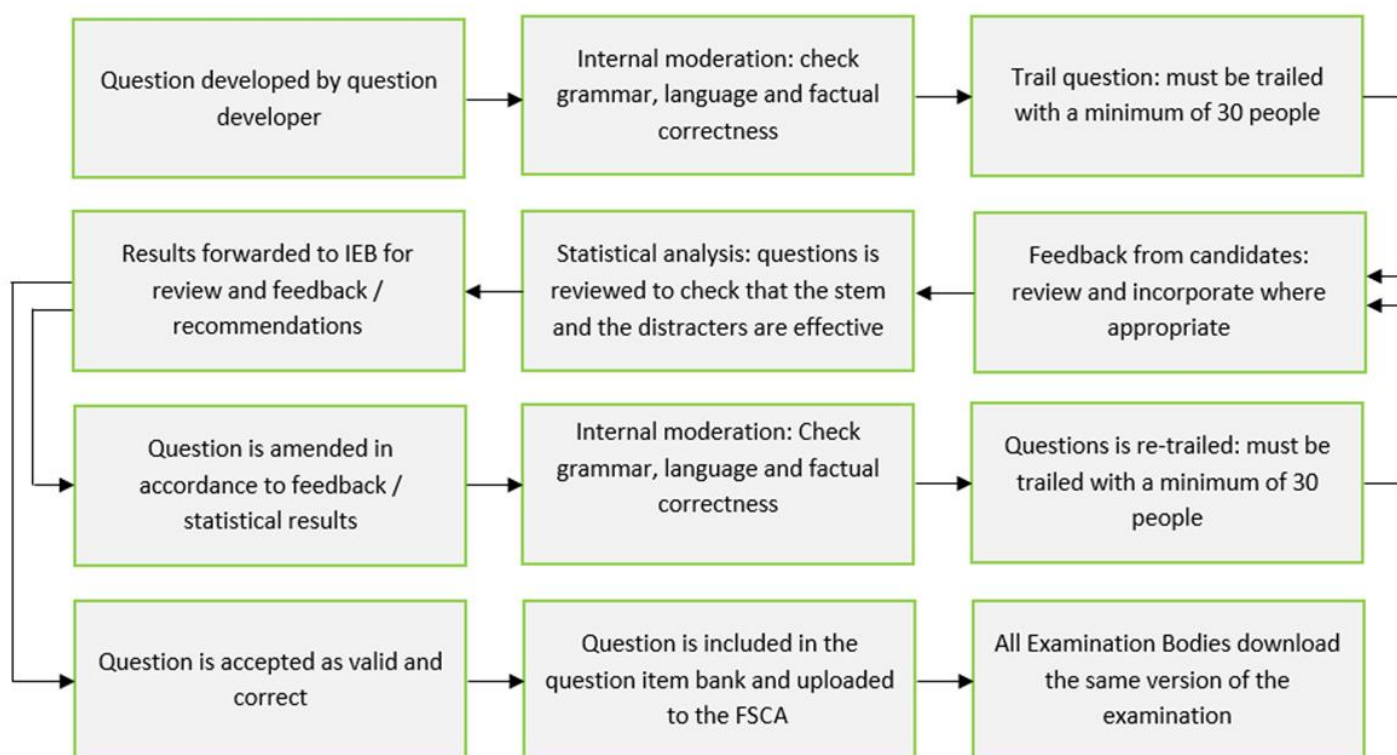 Question developed by question
developer
Internal moderation: check
grammar, language and factual
correctness
Trail question: must be trailed
with a minimum of 30 people
Results forwarded to IEB for
review and feedback /
recommendations
Statistical analysis: questions is
reviewed to check that the stem
and the distracters are effective
Feedback from candidates:
review and incorporate where
appropriate
Question is amended in
accordance to feedback /
statistical results
Internal moderation: Check
grammar, language and factual
correctness
Questions is re-trailed: must be
trailed with a minimum of 30
people
Question is accepted as valid and
correct
Question is included in the
question item bank and uploaded
to the FSCA
All Examination Bodies download
the same version of the
examination